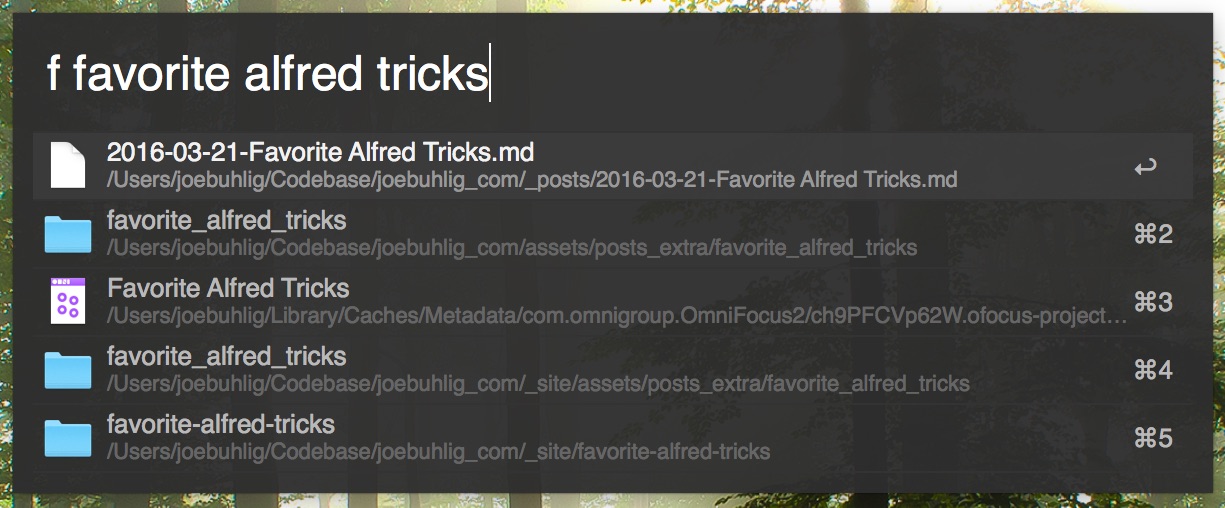 f favorite alfred tricks
2016-03-21-Favorite Alfred Tricks.md
/Users/joebuhlig/Codebase/joebuhlig_com/_posts/2016-03-21-Favorite Alfred Tricks.md
↩
favorite_alfred_tricks
/Users/joebuhlig/Codebase/joebuhlig_com/assets/posts_extra/favorite_alfred_tricks
⌘2
Favorite Alfred Tricks
/Users/joebuhlig/Library/Caches/Metadata/com.omnigroup.OmniFocus2/ch9PFCVp62W.ofocus-project...
⌘3
favorite_alfred_tricks
/Users/joebuhlig/Codebase/joebuhlig_com/_site/assets/posts_extra/favorite_alfred_tricks
⌘4
favorite-alfred-tricks
/Users/joebuhlig/Codebase/joebuhlig_com/_site/favorite-alfred-tricks
⌘5